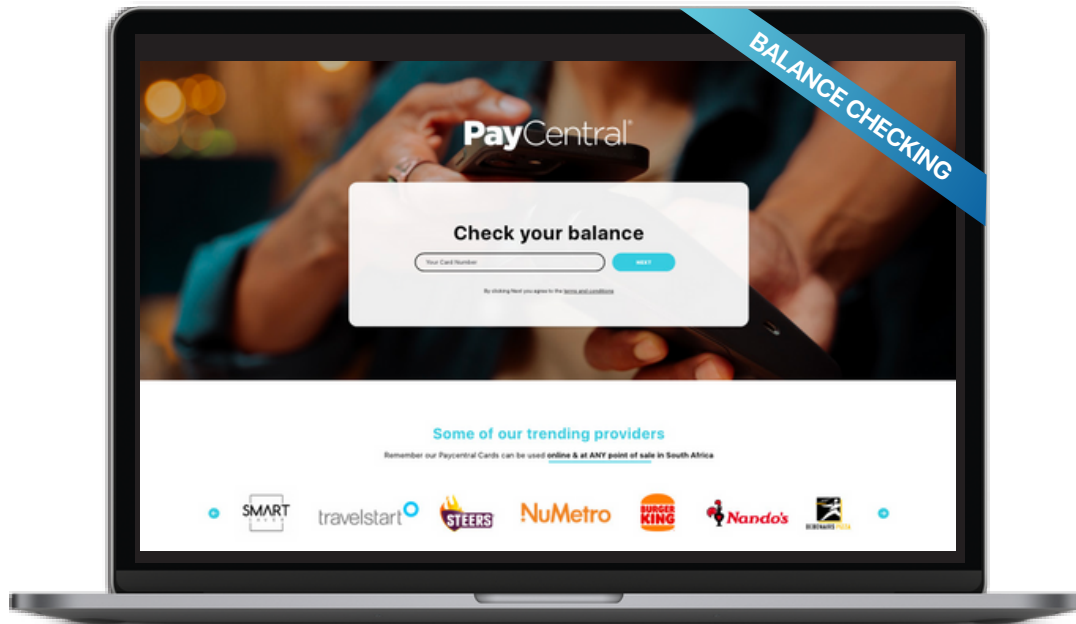 BALANCE CHECKING
PayCentral®
Check your balance
Your Card Number
NEXT
By clicking Next you agree to the terms and conditions
Some of our trending providers
Remember our Paycentral Cards can be used online & at ANY point of sale in South Africa
SMART
travelstart
STEERS
NuMetro
BURGER
KING
Nando's
DEBONAIRS PIZZA